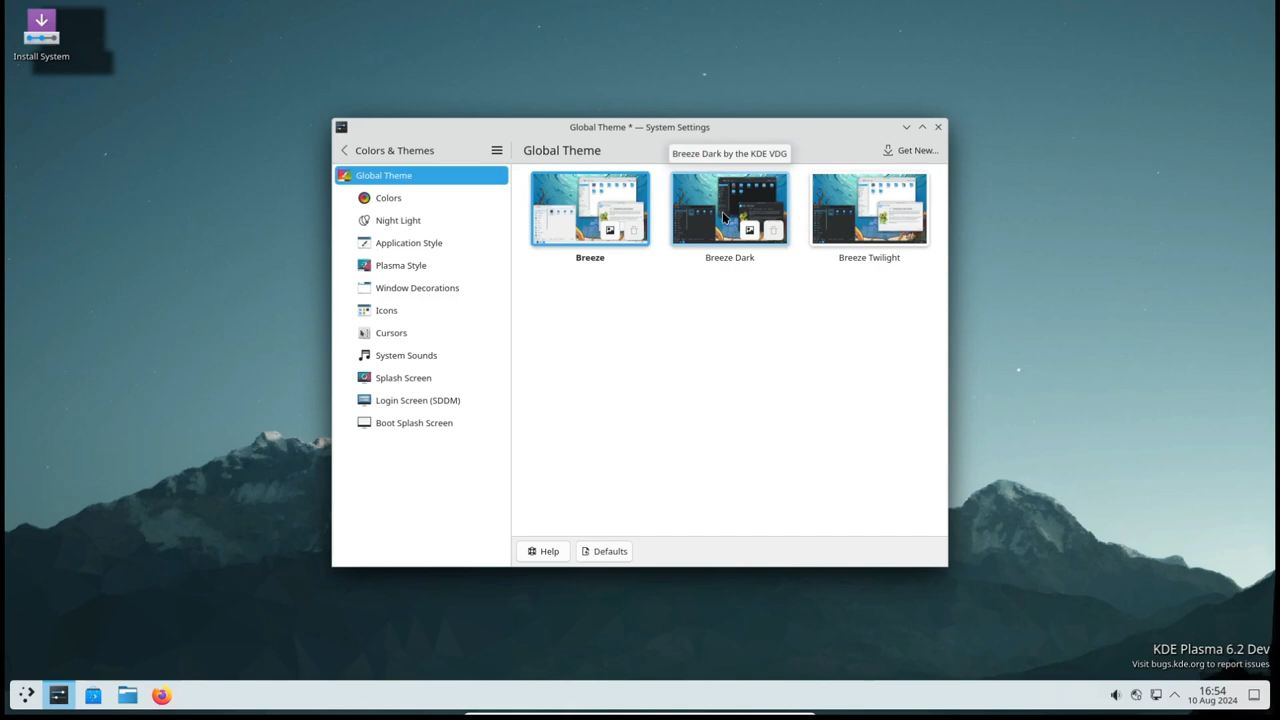 Install System
Global Theme * — System Settings
Colors & Themes
Global Theme
Breeze Dark by the KDE VDG
Get New...
Global Theme
Colors
Night Light
Application Style
Plasma Style
Window Decorations
Icons
Cursors
System Sounds
Splash Screen
Login Screen (SDDM)
Boot Splash Screen
Breeze
Breeze Dark
Breeze Twilight
Help
Defaults
KDE Plasma 6.2 Dev
Visit bugs.kde.org to report issues
16:54
10 Aug 2024